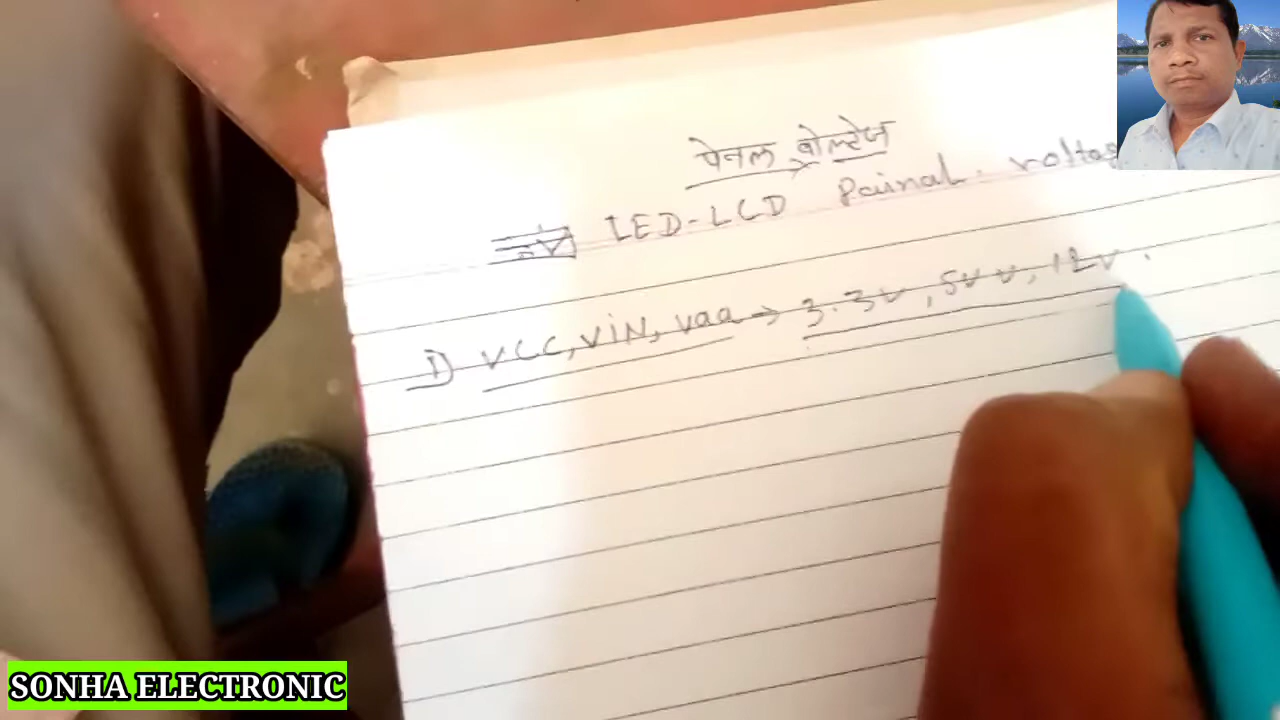 पेनल वोल्टेज
LED-LCD Painal voltag
1) VCC, ViN, Vaa → 3.3V, 5V V, 12V.
SONHA ELECTRONIC